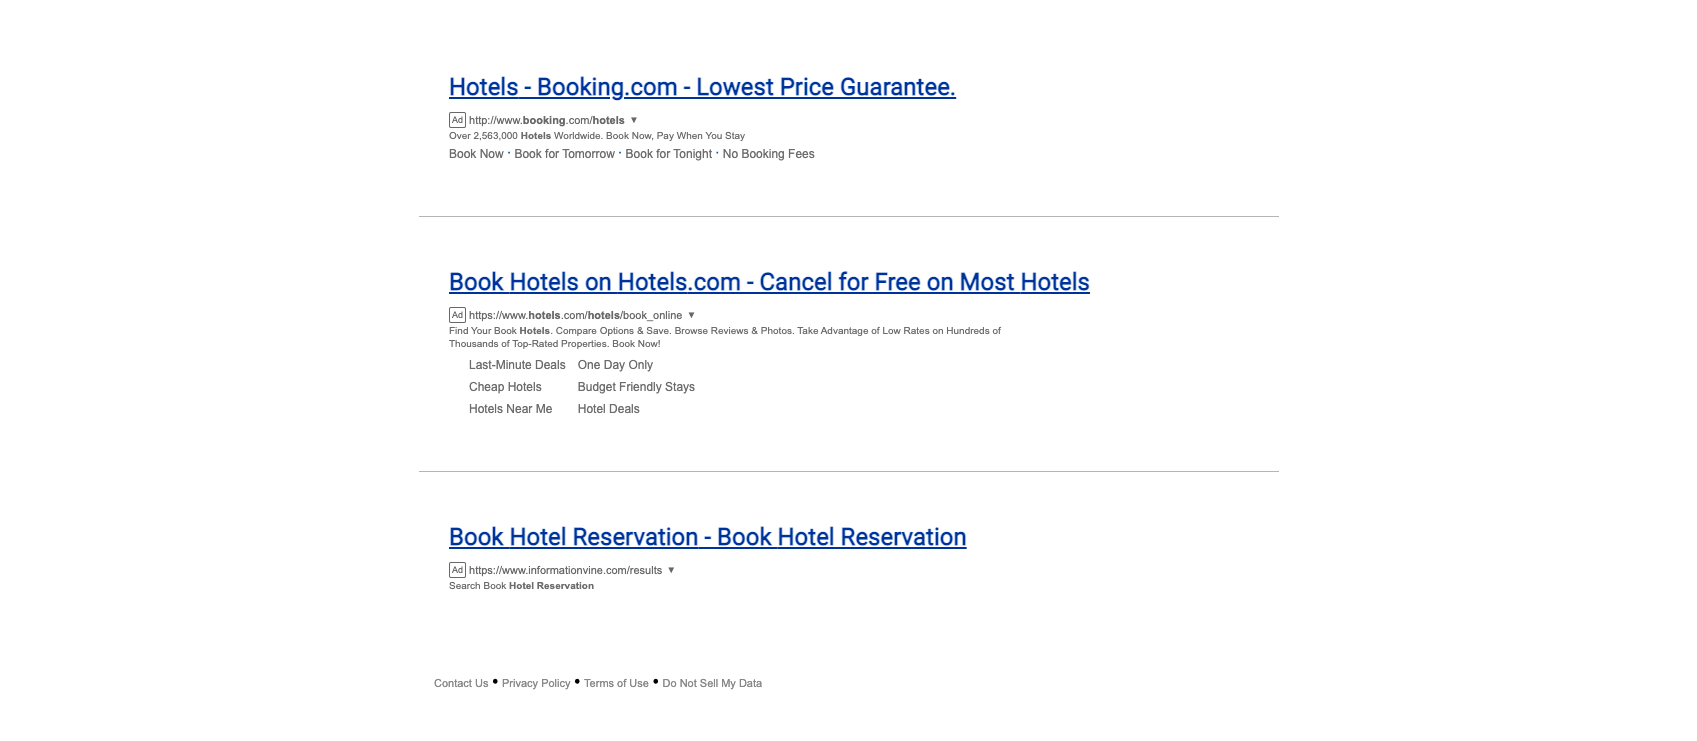 Hotels - Booking.com - Lowest Price Guarantee.
Ad http://www.booking.com/hotels ▼
Over 2,563,000 Hotels Worldwide. Book Now, Pay When You Stay
Book Now · Book for Tomorrow · Book for Tonight · No Booking Fees
Book Hotels on Hotels.com - Cancel for Free on Most Hotels
Ad https://www.hotels.com/hotels/book_online ▼
Find Your Book Hotels. Compare Options & Save. Browse Reviews & Photos. Take Advantage of Low Rates on Hundreds of
Thousands of Top-Rated Properties. Book Now!
Last-Minute Deals One Day Only
Cheap Hotels Budget Friendly Stays
Hotels Near Me Hotel Deals
Book Hotel Reservation - Book Hotel Reservation
Ad https://www.informationvine.com/results ▼
Search Book Hotel Reservation
Contact Us • Privacy Policy • Terms of Use • Do Not Sell My Data